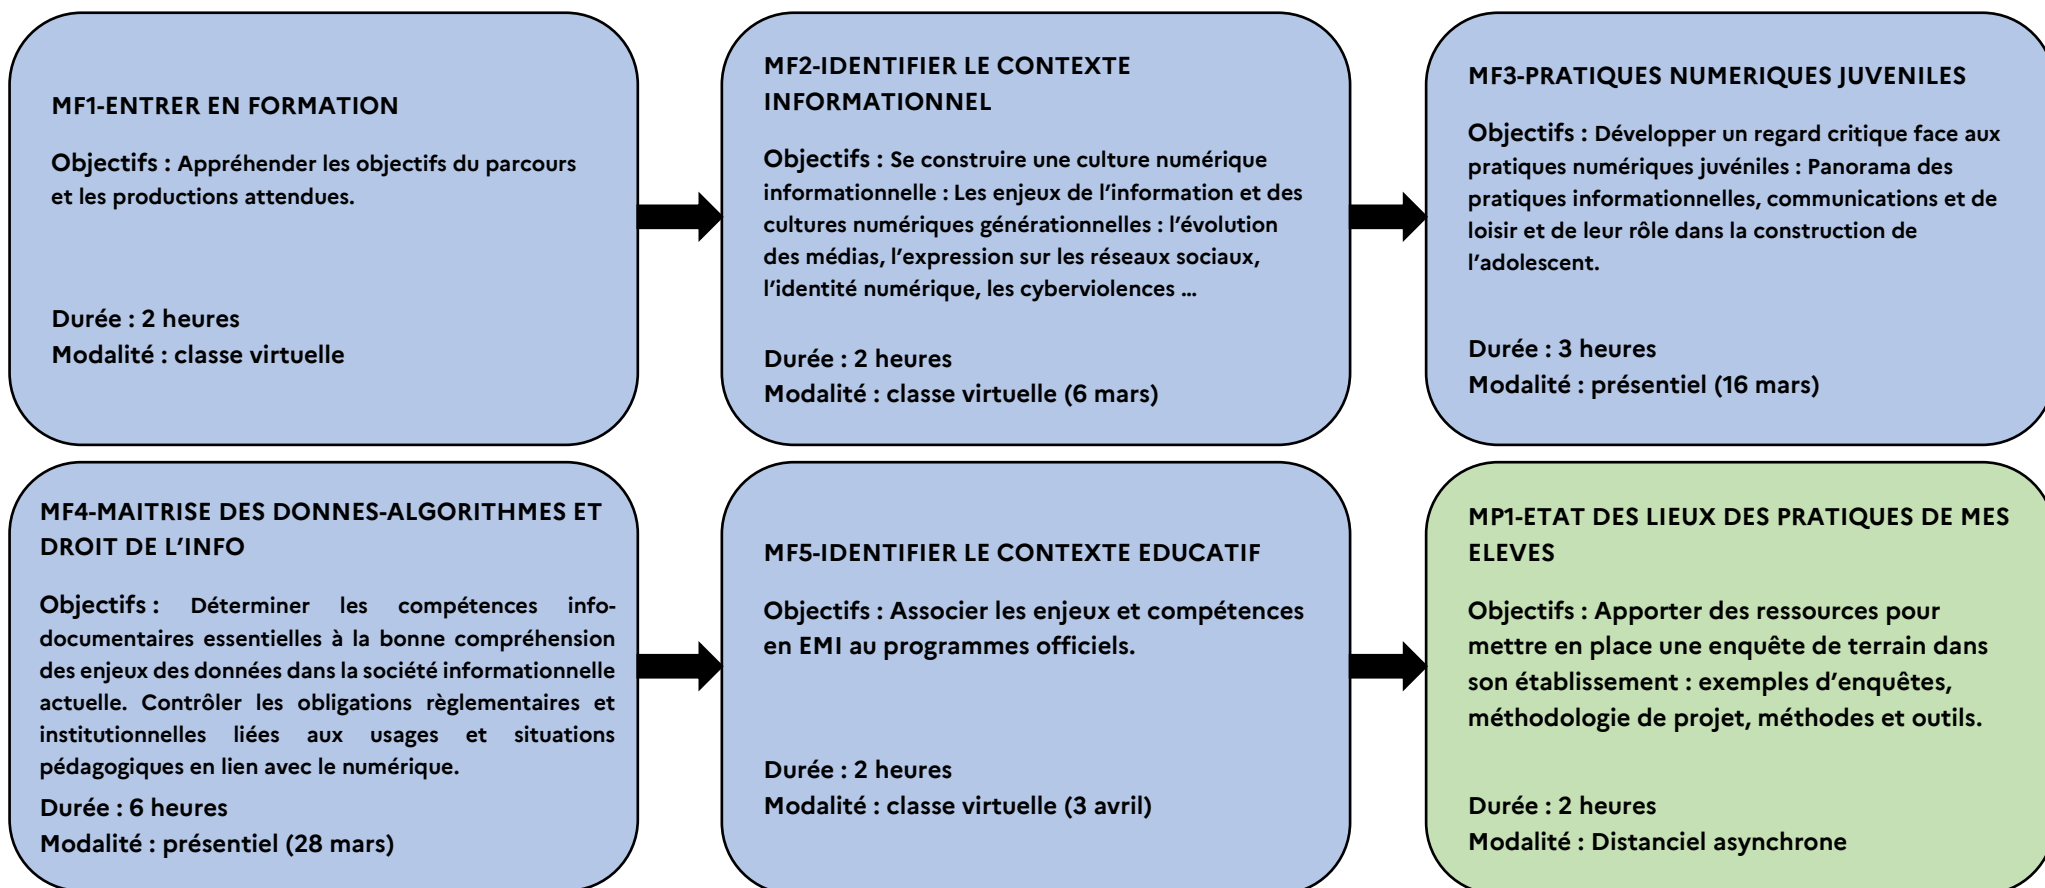 MF1-ENTRER EN FORMATION
Objectifs : Appréhender les objectifs du parcours
et les productions attendues.
Durée : 2 heures
Modalité : classe virtuelle
MF2-IDENTIFIER LE CONTEXTE
INFORMATIONNEL
Objectifs : Se construire une culture numérique
informationnelle : Les enjeux de l’information et des
cultures numériques générationnelles : l’évolution
des médias, l’expression sur les réseaux sociaux,
l’identité numérique, les cyberviolences …
Durée : 2 heures
Modalité : classe virtuelle (6 mars)
MF3-PRATIQUES NUMERIQUES JUVENILES
Objectifs : Développer un regard critique face aux
pratiques numériques juvéniles : Panorama des
pratiques informationnelles, communications et de
loisir et de leur rôle dans la construction de
l’adolescent.
Durée : 3 heures
Modalité : présentiel (16 mars)
MF4-MAITRISE DES DONNES-ALGORITHMES ET
DROIT DE L’INFO
Objectifs : Déterminer les compétences info-
documentaires essentielles à la bonne compréhension
des enjeux des données dans la société informationnelle
actuelle. Contrôler les obligations règlementaires et
institutionnelles liées aux usages et situations
pédagogiques en lien avec le numérique.
Durée : 6 heures
Modalité : présentiel (28 mars)
MF5-IDENTIFIER LE CONTEXTE EDUCATIF
Objectifs : Associer les enjeux et compétences
en EMI au programmes officiels.
Durée : 2 heures
Modalité : classe virtuelle (3 avril)
MP1-ETAT DES LIEUX DES PRATIQUES DE MES
ELEVES
Objectifs : Apporter des ressources pour
mettre en place une enquête de terrain dans
son établissement : exemples d’enquêtes,
méthodologie de projet, méthodes et outils.
Durée : 2 heures
Modalité : Distanciel asynchrone